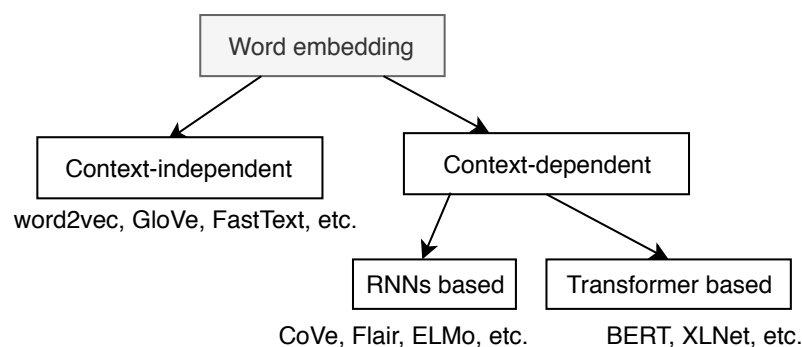 Word embedding
Context-independent
Context-dependent
word2vec, GloVe, FastText, etc.
RNNs based
Transformer based
CoVe, Flair, ELMo, etc.
BERT, XLNet, etc.